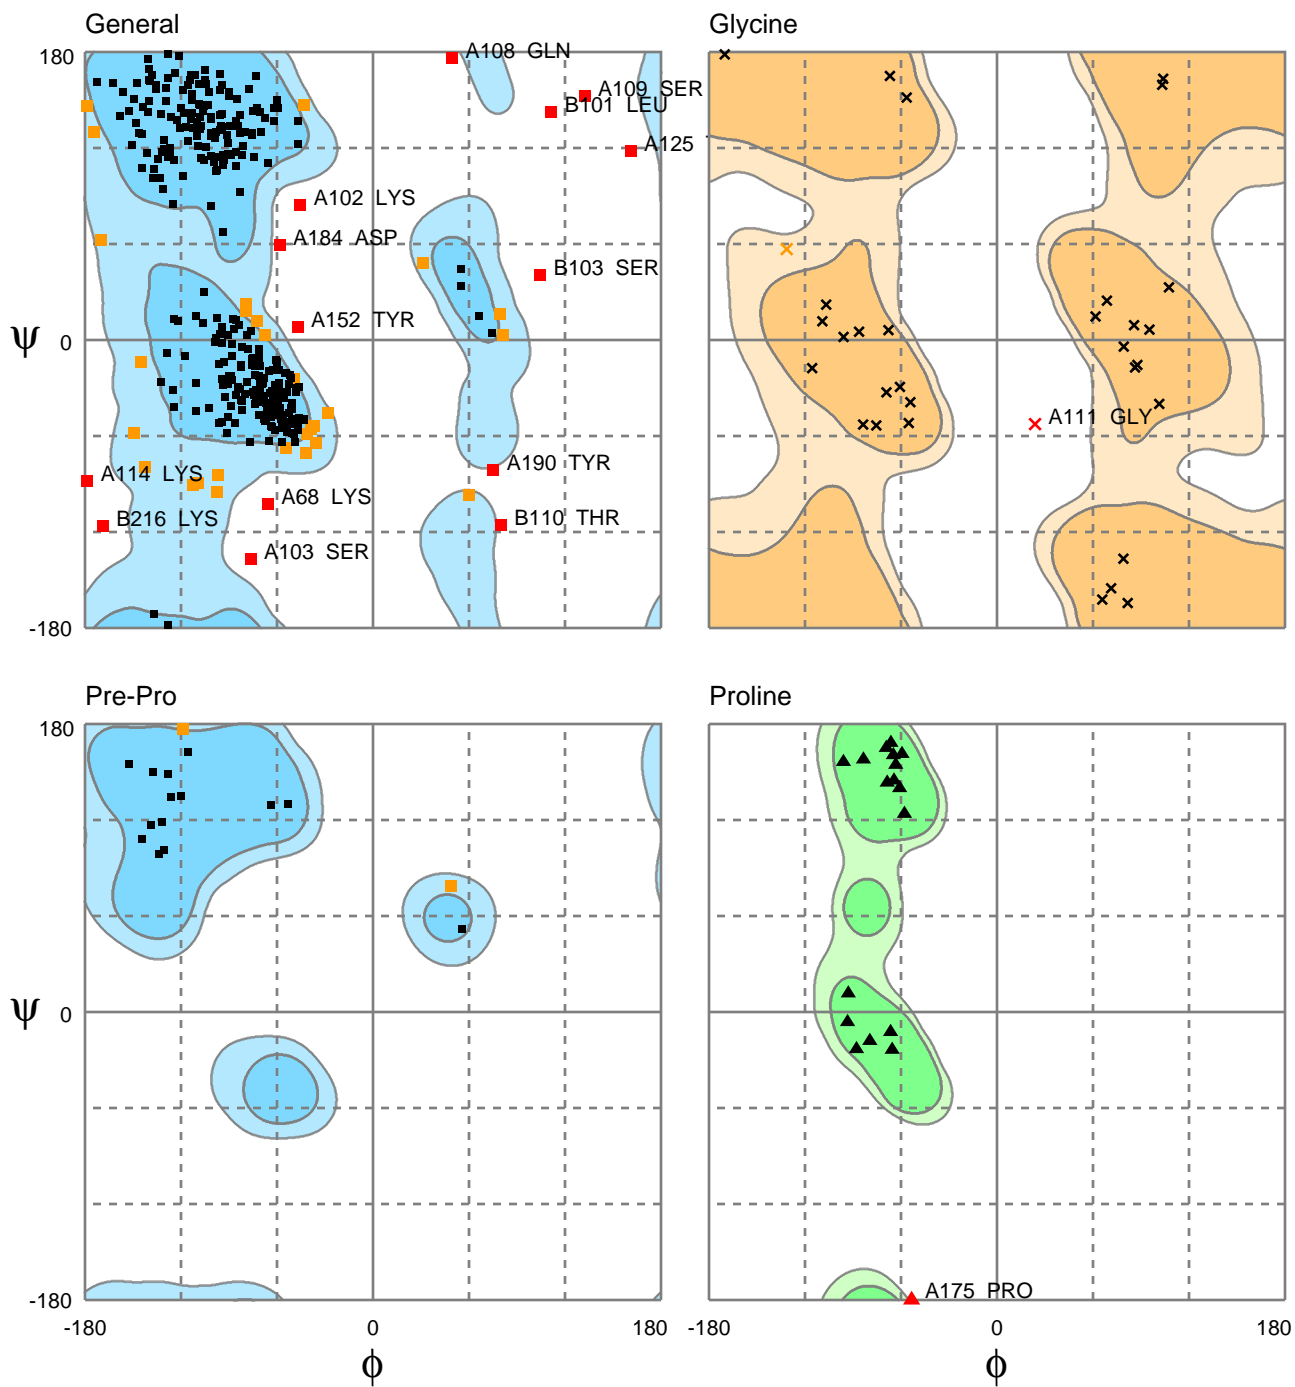 General
Glycine
180
A108 GLN
A109 SER
B101 LEU
A125
A102 LYS
A184 ASP
B103 SER
A152 TYR
ψ
0
A111 GLY
A190 TYR
A114 LYS
A68 LYS
B216 LYS
B110 THR
A103 SER
-180
Pre-Pro
Proline
180
ψ
0
A175 PRO
-180
-180
0
180
-180
0
180
ϕ
ϕ